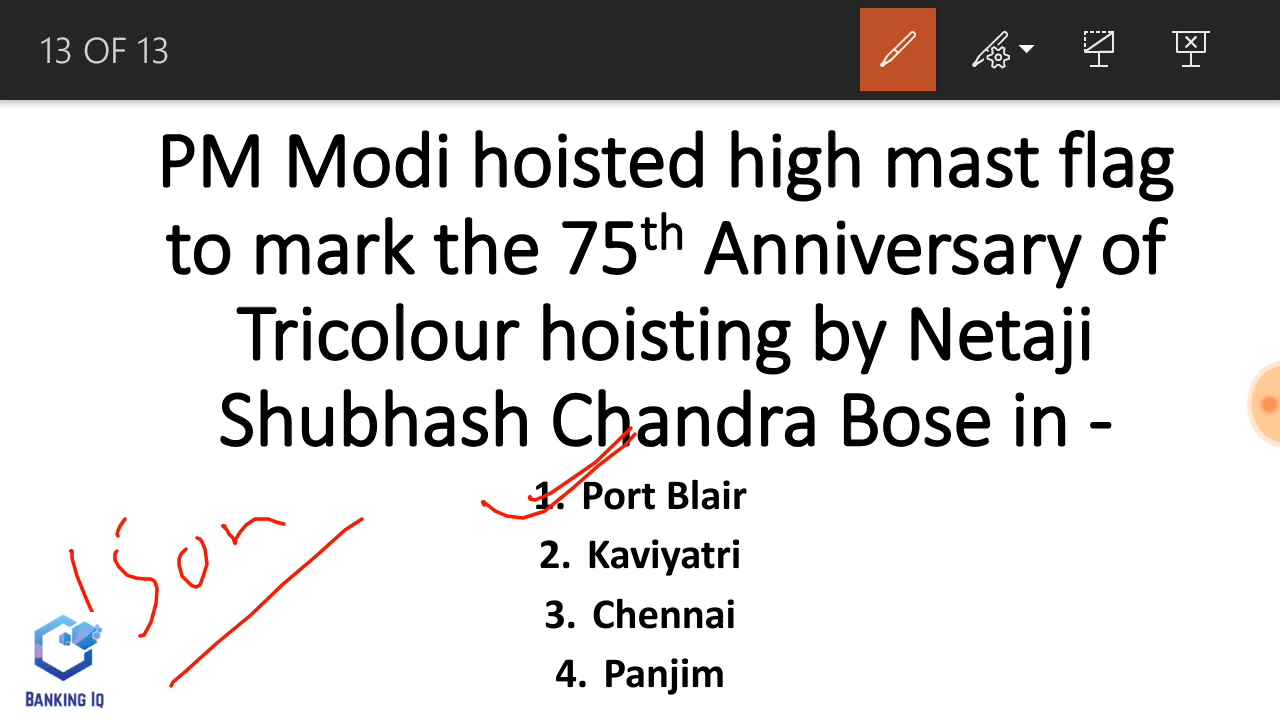 13 OF 13
PM Modi hoisted high mast flag
to mark the 75th Anniversary of
Tricolour hoisting by Netaji
Shubhash Chandra Bose in -
1. Port Blair
2. Kaviyatri
3. Chennai
4. Panjim
BANKING IQ